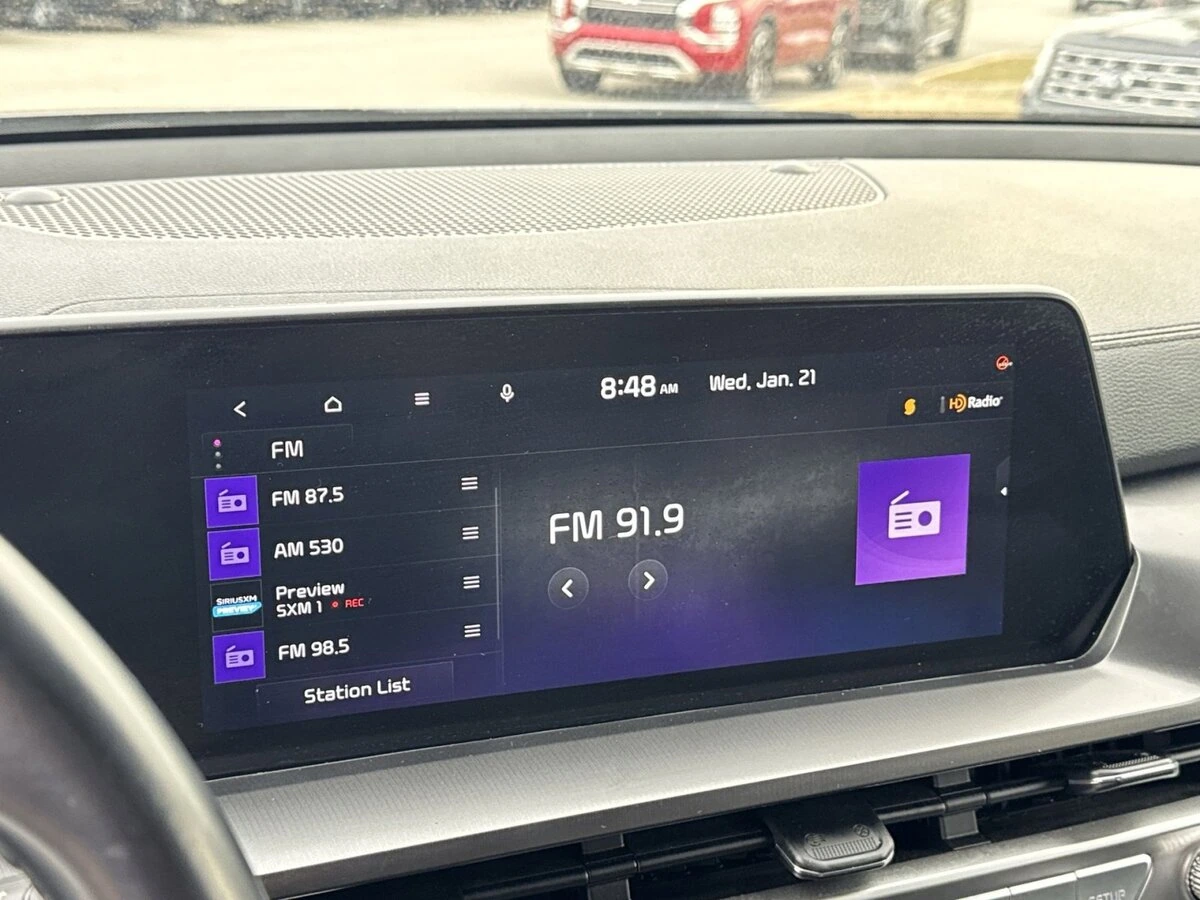 8:48 AM
Wed, Jan. 21
HD Radio
FM
FM 87.5
AM 530
SIRIUSXM
PREVIEW
Preview
SXM 1 REC
FM 98.5
Station List
FM 91.9
SETUP